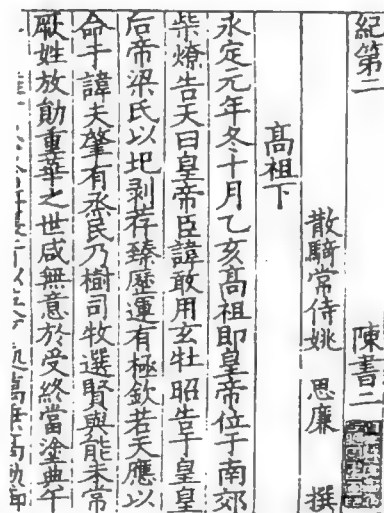 紀第二 陳書二
散騎常侍姚 思廉 撰
高祖下
永定元年冬十月乙亥高祖即皇帝位于南郊
柴燎告天曰皇帝臣諱敢用玄牡昭告于皇皇
后帝梁氏以圯剥荐臻歷運有極欽若天應以
命于諱夫肇有烝民乃樹司牧選賢與能未常
厥姓放勛重華之世咸無意於受終當塗典午